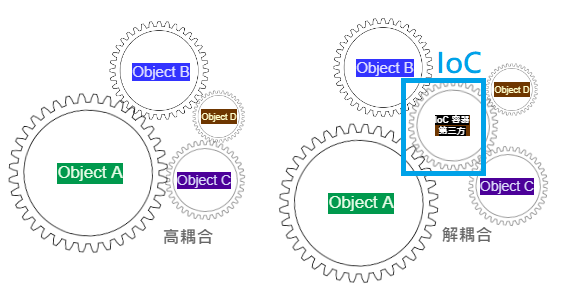 Object B
Object D
Object A
Object C
高耦合
IoC
Object B
Object D
IoC 容器
第三方
Object A
Object C
解耦合